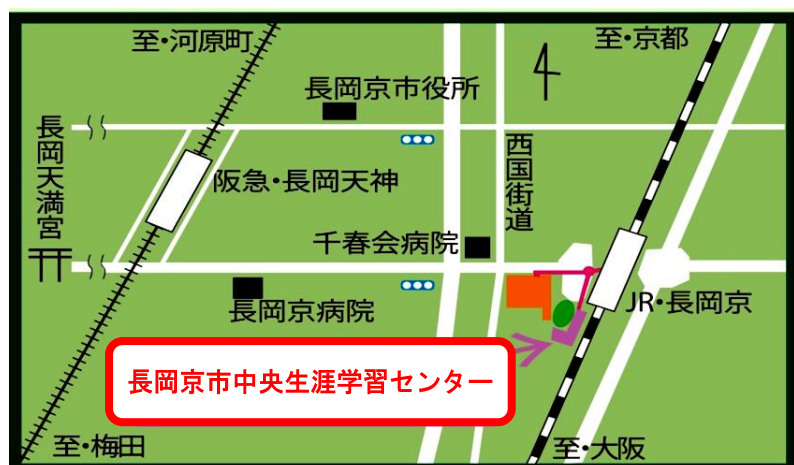 至・河原町
至・京都
長岡京市役所
長岡天満宮
西国街道
阪急・長岡天神
千春会病院
JR・長岡京
長岡京病院
長岡京市中央生涯学習センター
至・梅田
至・大阪